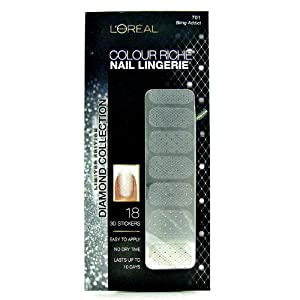 L'ORÉAL
701
Bling Addict
COLOUR RICHE
NAIL LINGERIE
LIMITED EDITION
DIAMOND COLLECTION
18
3D STICKERS
EASY TO APPLY
NO DRY TIME
LASTS UP TO
10 DAYS